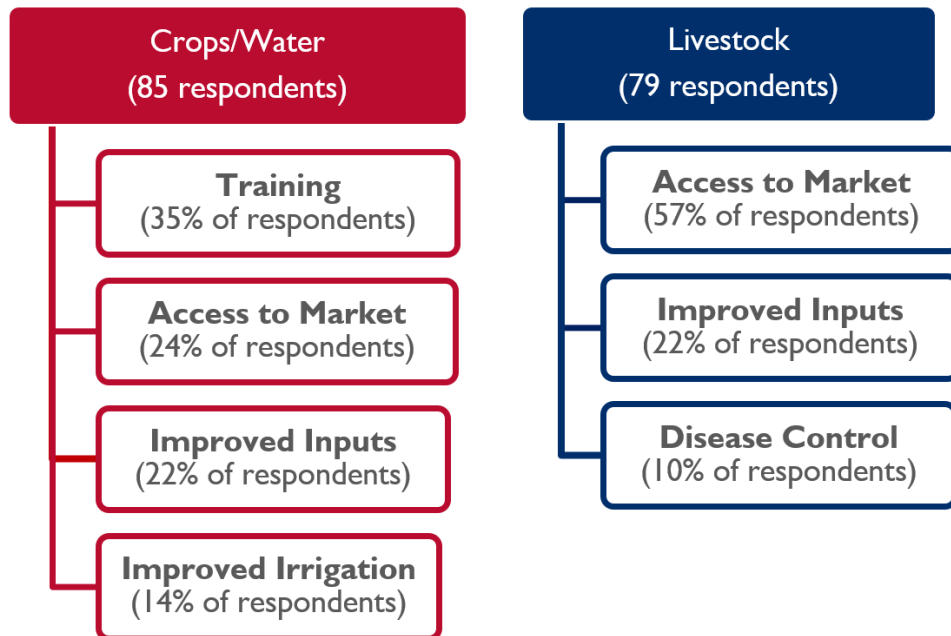 Crops/Water
(85 respondents)
Training
(35% of respondents)
Access to Market
(24% of respondents)
Improved Inputs
(22% of respondents)
Improved Irrigation
(14% of respondents)
Livestock
(79 respondents)
Access to Market
(57% of respondents)
Improved Inputs
(22% of respondents)
Disease Control
(10% of respondents)